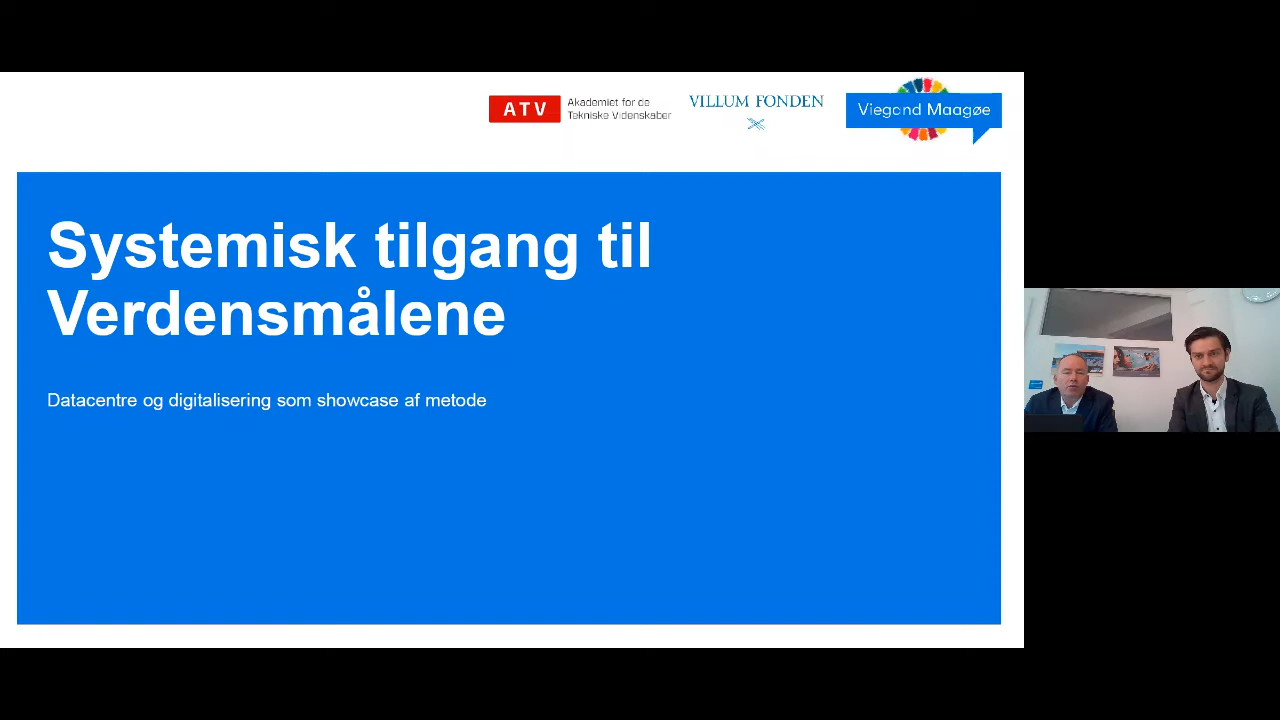 ATV
Akademiet for de
Tekniske Videnskaber
VILLUM FONDEN
Viegand Maagøe
Systemisk tilgang til
Verdensmålene
Datacentre og digitalisering som showcase af metode